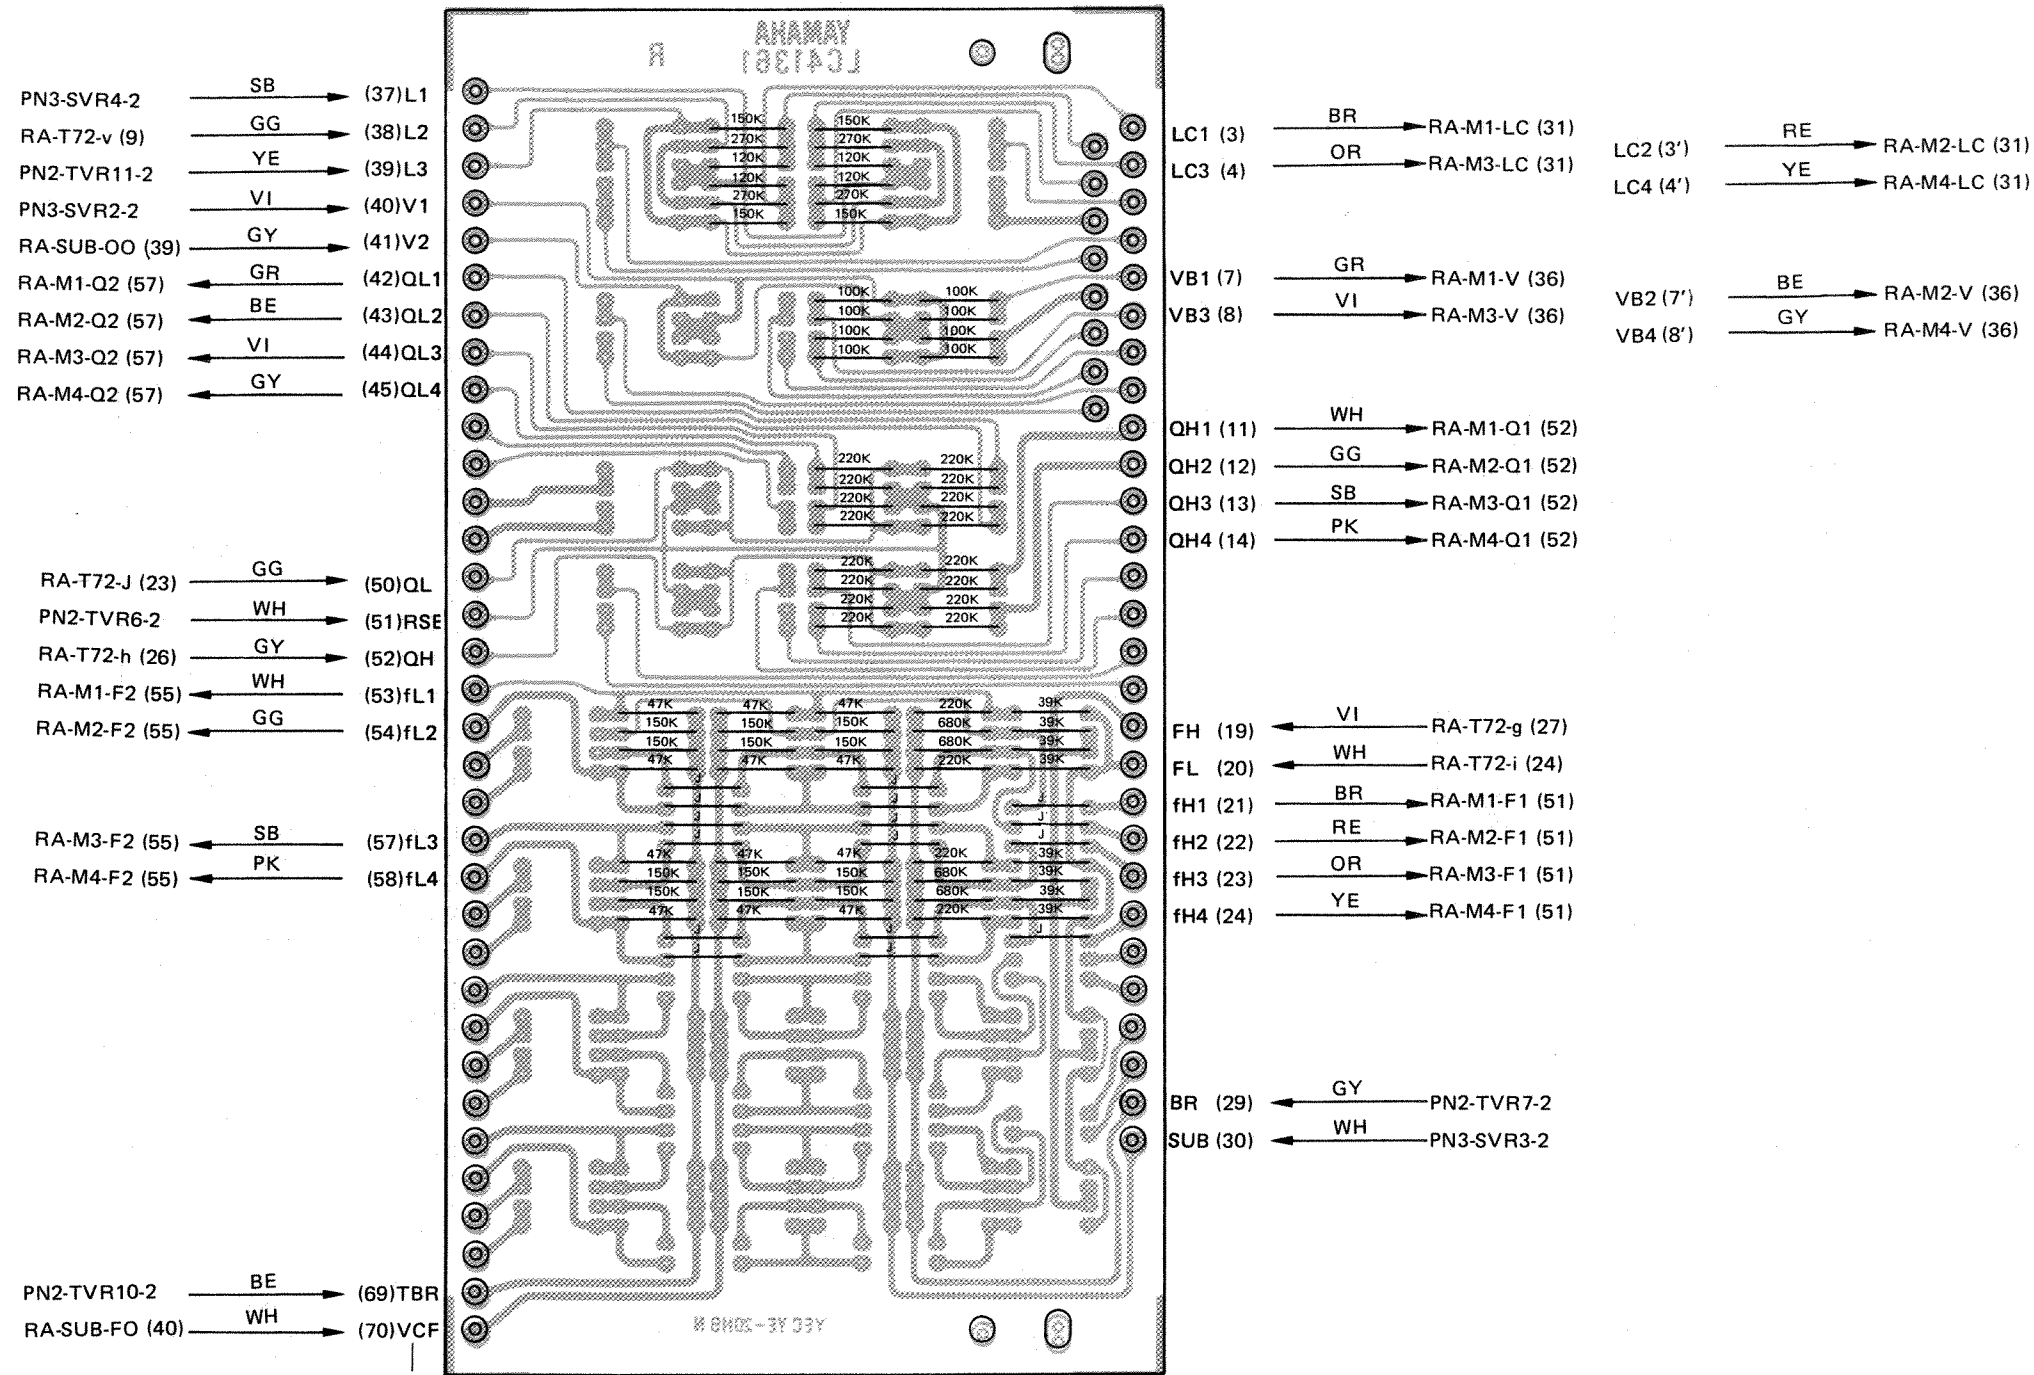 YAMAHA
R
LC41361
PN3-SVR4-2 SB (37)L1
RA-T72-v (9) GG (38)L2
PN2-TVR11-2 YE (39)L3
PN3-SVR2-2 VI (40)V1
RA-SUB-OO (39) GY (41)V2
RA-M1-Q2 (57) GR (42)QL1
RA-M2-Q2 (57) BE (43)QL2
RA-M3-Q2 (57) VI (44)QL3
RA-M4-Q2 (57) GY (45)QL4
RA-T72-J (23) GG (50)QL
PN2-TVR6-2 WH (51)RSE
RA-T72-h (26) GY (52)QH
RA-M1-F2 (55) WH (53)fL1
RA-M2-F2 (55) GG (54)fL2
RA-M3-F2 (55) SB (57)fL3
RA-M4-F2 (55) PK (58)fL4
PN2-TVR10-2 BE (69)TBR
RA-SUB-FO (40) WH (70)VCF
150K 150K
270K 270K
120K 120K
120K 120K
270K 270K
150K 150K
100K 100K
100K 100K
100K 100K
100K 100K
220K 220K
220K 220K
220K 220K
220K 220K
220K 220K
220K 220K
220K 220K
220K 220K
47K 47K 47K 220K 39K
150K 150K 150K 680K 39K
150K 150K 150K 680K 39K
47K 47K 47K 220K 39K
J J
J J
J J J
J J J
47K 47K 47K 220K 39K
150K 150K 150K 680K 39K
150K 150K 150K 680K 39K
47K 47K 47K 220K 39K
J J J
J J
LC1 (3) BR RA-M1-LC (31)
LC3 (4) OR RA-M3-LC (31)
LC2 (3') RE RA-M2-LC (31)
LC4 (4') YE RA-M4-LC (31)
VB1 (7) GR RA-M1-V (36)
VB3 (8) VI RA-M3-V (36)
VB2 (7') BE RA-M2-V (36)
VB4 (8') GY RA-M4-V (36)
QH1 (11) WH RA-M1-Q1 (52)
QH2 (12) GG RA-M2-Q1 (52)
QH3 (13) SB RA-M3-Q1 (52)
QH4 (14) PK RA-M4-Q1 (52)
FH (19) VI RA-T72-g (27)
FL (20) WH RA-T72-i (24)
fH1 (21) BR RA-M1-F1 (51)
fH2 (22) RE RA-M2-F1 (51)
fH3 (23) OR RA-M3-F1 (51)
fH4 (24) YE RA-M4-F1 (51)
BR (29) GY PN2-TVR7-2
SUB (30) WH PN3-SVR3-2